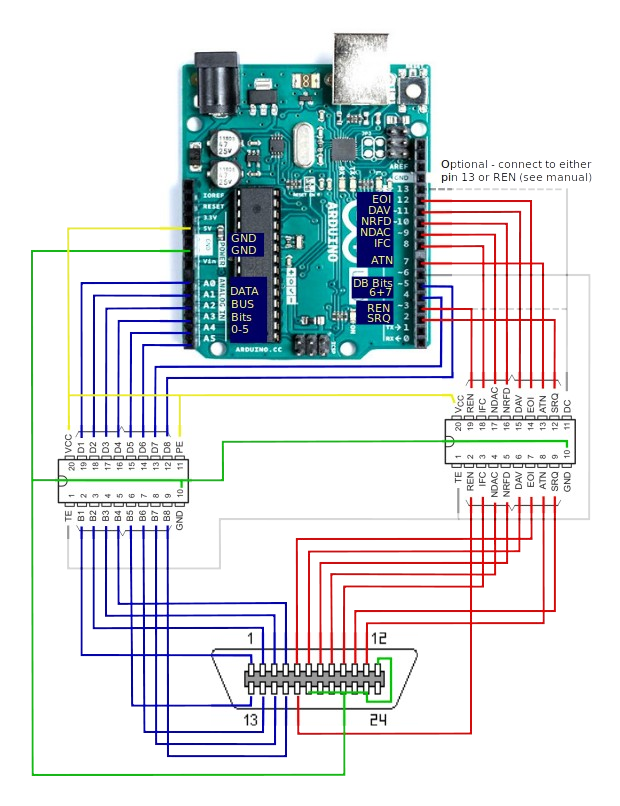 Optional - connect to either
pin 13 or REN (see manual)
AREF
GND
13
EOI 12
DAV 11
NRFD 10
NDAC 9
IFC 8
ATN 7
6
DB Bits 5
6+7 4
REN 3
SRQ 2
TX 1
RX 0
IOREF
RESET
3.3V
5V
GND
GND
Vin
POWER
ANALOG IN
ARDUINO
DATA
BUS
Bits
0-5
A0
A1
A2
A3
A4
A5
ARDUINO.CC
VCC D1 D2 D3 D4 D5 D6 D7 D8 PE
20 19 18 17 16 15 14 13 12 11
1 2 3 4 5 6 7 8 9 10
TE B1 B2 B3 B4 B5 B6 B7 B8 GND
VCC REN IFC NDAC NRFD DAV EOI ATN SRQ DC
20 19 18 17 16 15 14 13 12 11
1 2 3 4 5 6 7 8 9 10
TE REN IFC NDAC NRFD DAV EOI ATN SRQ GND
1 12
13 24